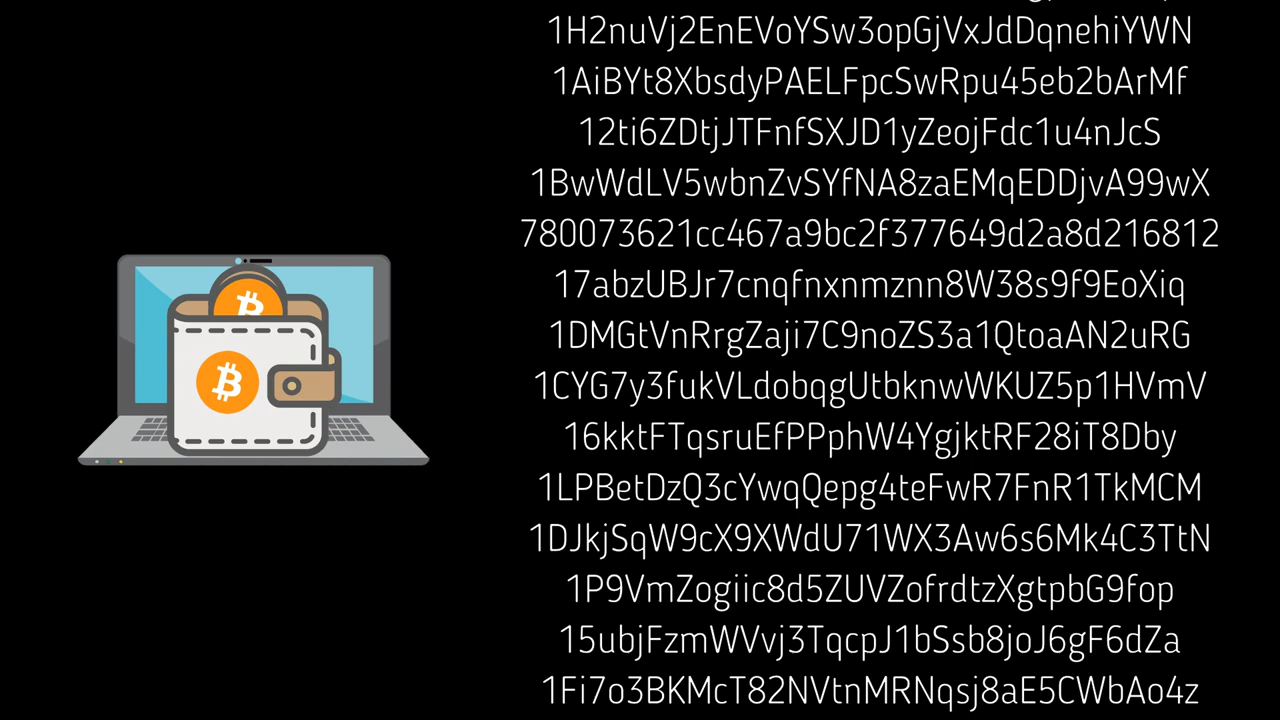 1H2nuVj2EnEVoYSw3opGjVxJdDqnehiYWN
1AiBYt8XbsdyPAELFpcSwRpu45eb2bArMf
12ti6ZDtjJTFnfSXJD1yZeojFdc1u4nJcS
1BwWdLV5wbnZvSYfNA8zaEMqEDDjvA99wX
780073621cc467a9bc2f377649d2a8d216812
17abzUBJr7cnqfnxnmznn8W38s9f9EoXiq
1DMGtVnRrgZaji7C9noZS3a1QtoaAN2uRG
1CYG7y3fukVLdobqgUtbknwWKUZ5p1HVmV
16kktFTqsruEfPPphW4YgjktRF28iT8Dby
1LPBetDzQ3cYwqQepg4teFwR7FnR1TkMCM
1DJkjSqW9cX9XWdU71WX3Aw6s6Mk4C3TtN
1P9VmZogiic8d5ZUVZofrdtzXgtpbG9fop
15ubjFzmWVvj3TqcpJ1bSsb8joJ6gF6dZa
1Fi7o3BKMcT82NVtnMRNqsj8aE5CWbAo4z